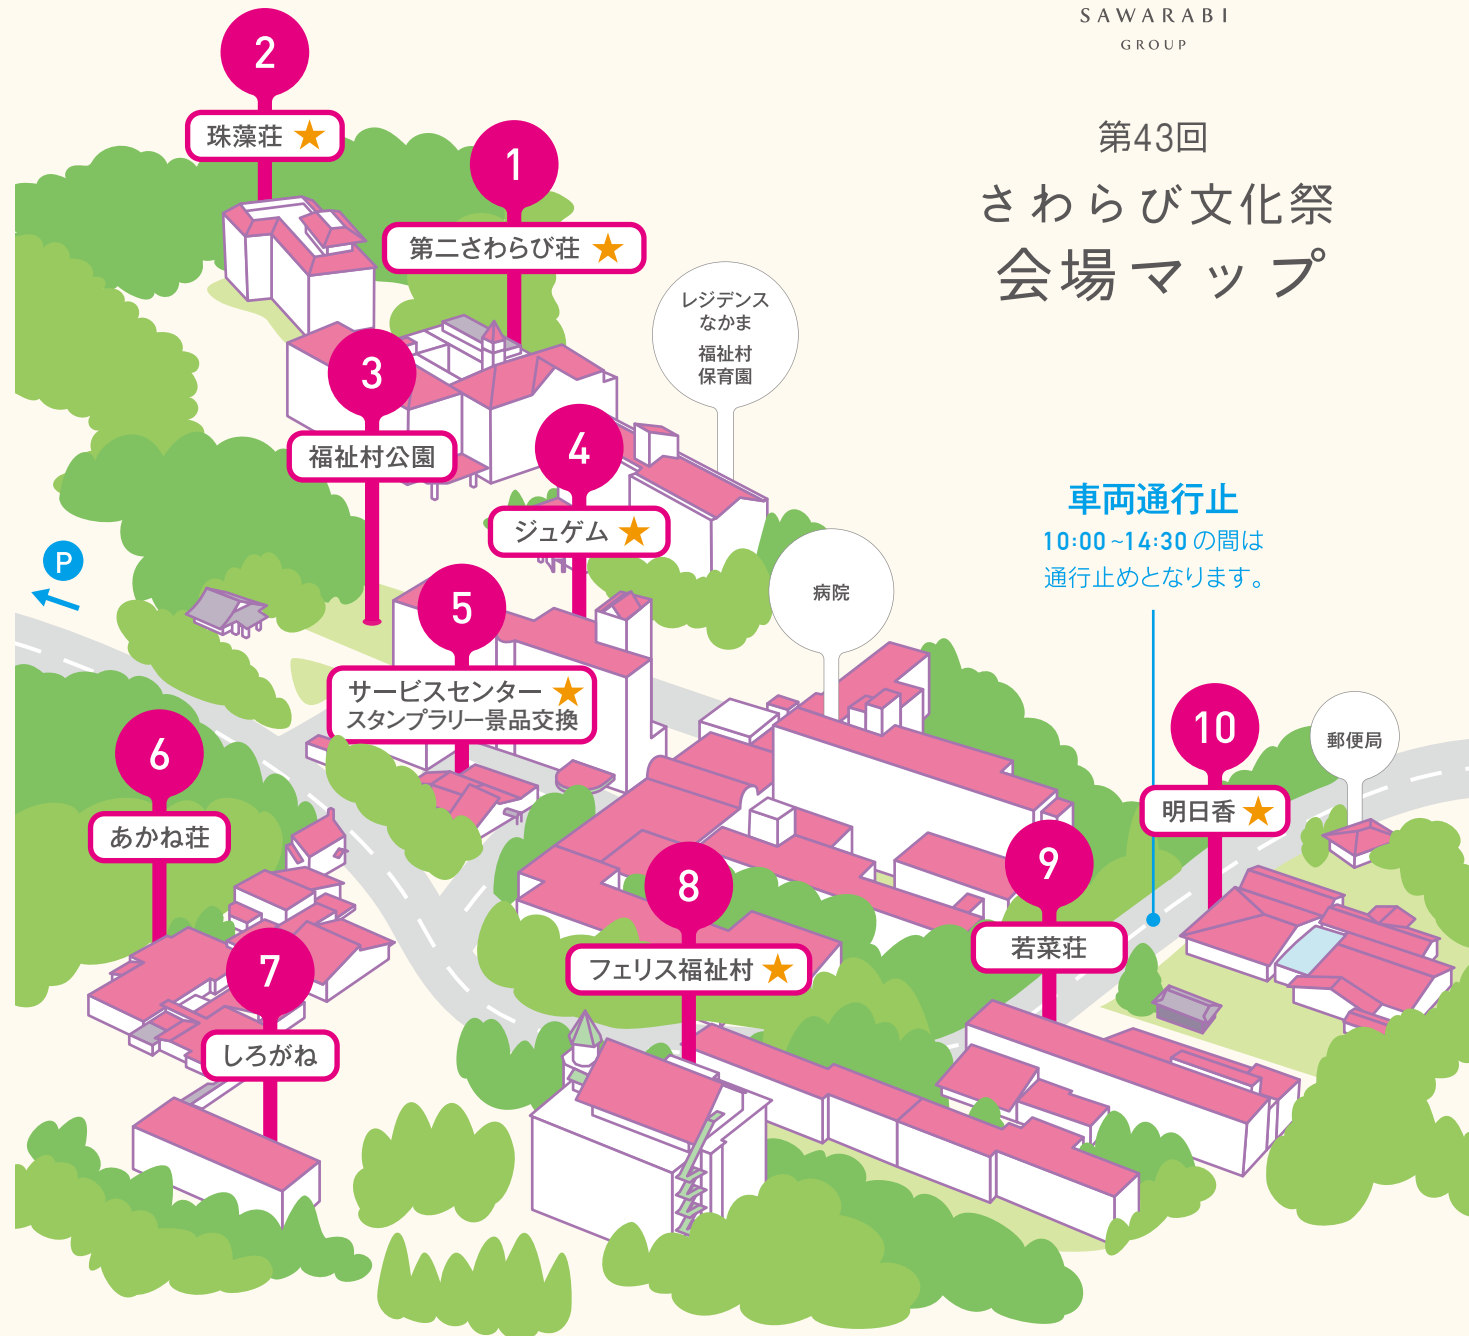 SAWARABI
GROUP
第43回
さわらび文化祭
会場マップ
2
珠藻荘 ★
1
第二さわらび荘 ★
レジデンス
なかま
福祉村
保育園
3
福祉村公園
4
ジュゲム ★
車両通行止
10:00~14:30の間は
通行止めとなります。
P
病院
5
サービスセンター ★
スタンプラリー景品交換
6
あかね荘
10
明日香 ★
郵便局
8
フェリス福祉村 ★
9
若菜荘
7
しろがね